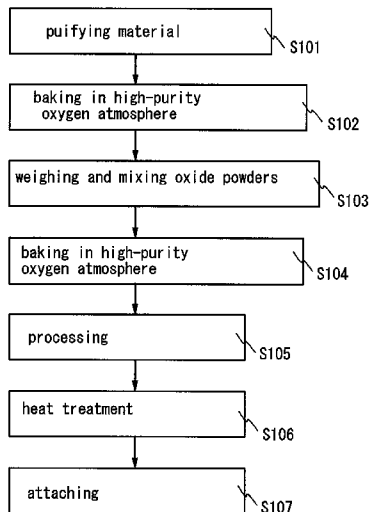 puifying material
S101
baking in high-purity
oxygen atmosphere
S102
weighing and mixing oxide powders
S103
baking in high-purity
oxygen atmosphere
S104
processing
S105
heat treatment
S106
attaching
S107